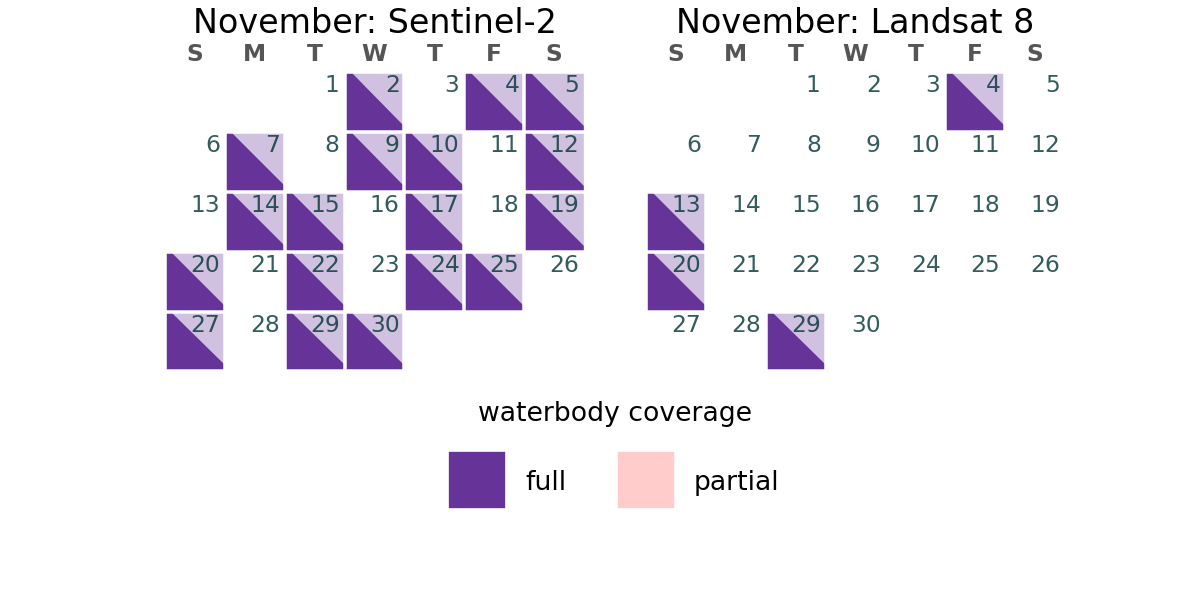 November: Sentinel-2
S M T W T F S
1 2 3 4 5
6 7 8 9 10 11 12
13 14 15 16 17 18 19
20 21 22 23 24 25 26
27 28 29 30
November: Landsat 8
S M T W T F S
1 2 3 4 5
6 7 8 9 10 11 12
13 14 15 16 17 18 19
20 21 22 23 24 25 26
27 28 29 30
waterbody coverage
full partial